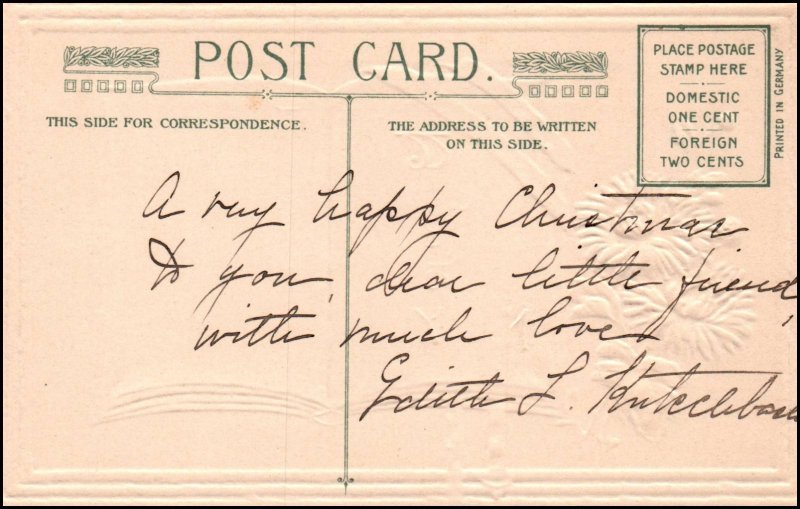 POST CARD.
THIS SIDE FOR CORRESPONDENCE.
THE ADDRESS TO BE WRITTEN
ON THIS SIDE.
PLACE POSTAGE
STAMP HERE
DOMESTIC
ONE CENT
FOREIGN
TWO CENTS
PRINTED IN GERMANY
A very happy Christmas
to you, dear little friend,
with much love
Edith L.